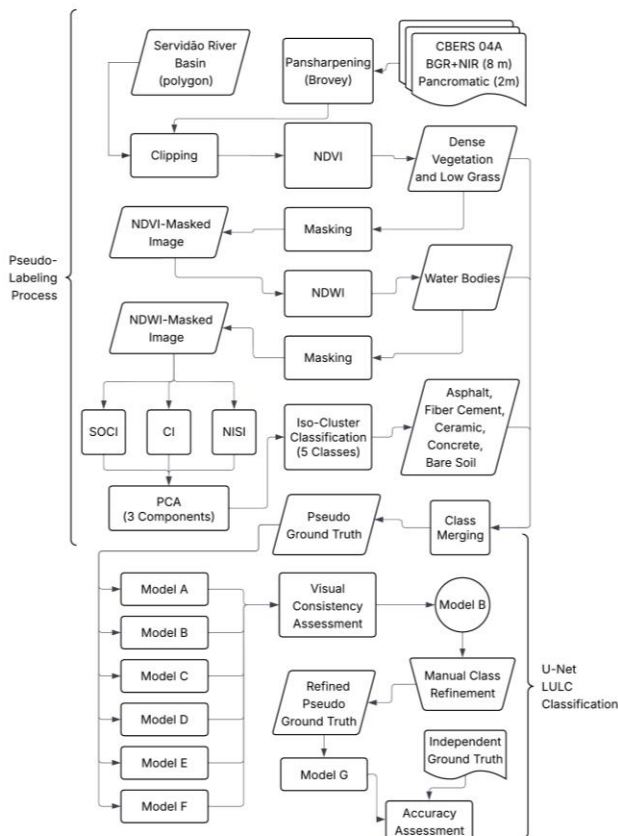 Servidão River
Basin
(polygon)
Pansharpening
(Brovey)
CBERS 04A
BGR+NIR (8 m)
Pancromatic (2m)
Clipping
NDVI
Dense
Vegetation
and Low Grass
NDVI-Masked
Image
Masking
Pseudo-
Labeling
Process
NDWI
Water Bodies
NDWI-Masked
Image
Masking
SOCI
CI
NISI
Iso-Cluster
Classification
(5 Classes)
Asphalt,
Fiber Cement,
Ceramic,
Concrete,
Bare Soil
PCA
(3 Components)
Pseudo
Ground Truth
Class
Merging
Model A
Model B
Model C
Model D
Model E
Model F
Visual
Consistency
Assessment
Model B
Manual Class
Refinement
Refined
Pseudo
Ground Truth
U-Net
LULC
Classification
Model G
Independent
Ground Truth
Accuracy
Assessment